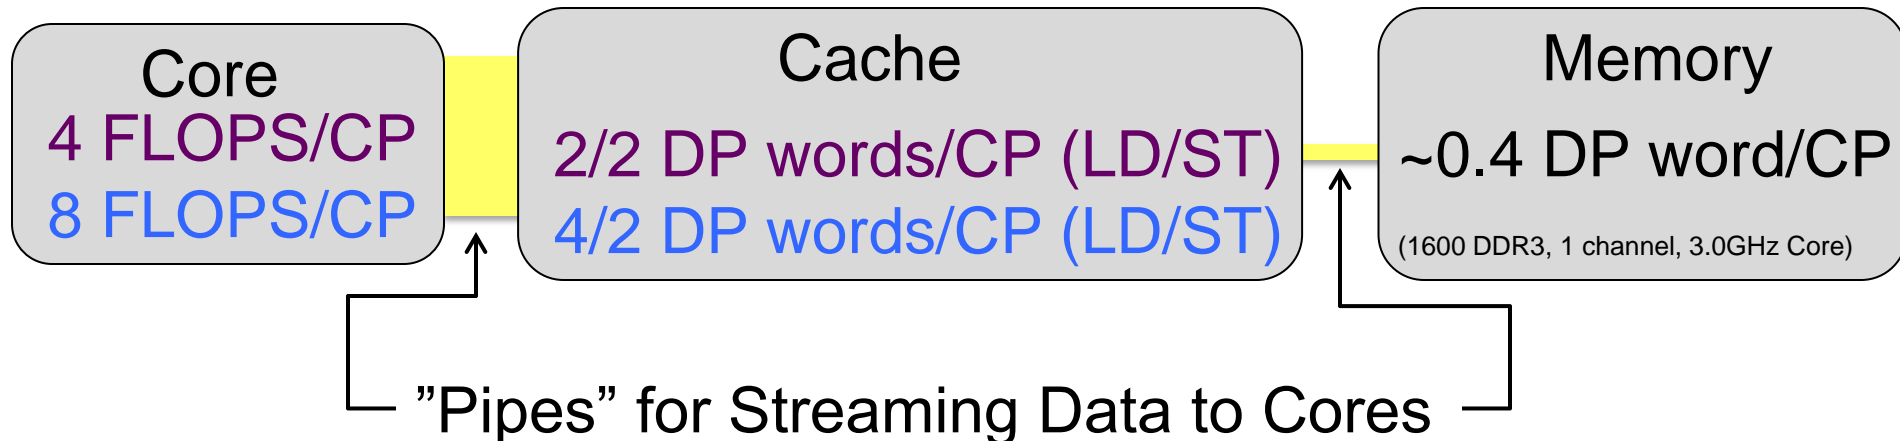 Core
4 FLOPS/CP
8 FLOPS/CP
Cache
2/2 DP words/CP (LD/ST)
4/2 DP words/CP (LD/ST)
Memory
~0.4 DP word/CP
(1600 DDR3, 1 channel, 3.0GHz Core)
”Pipes” for Streaming Data to Cores